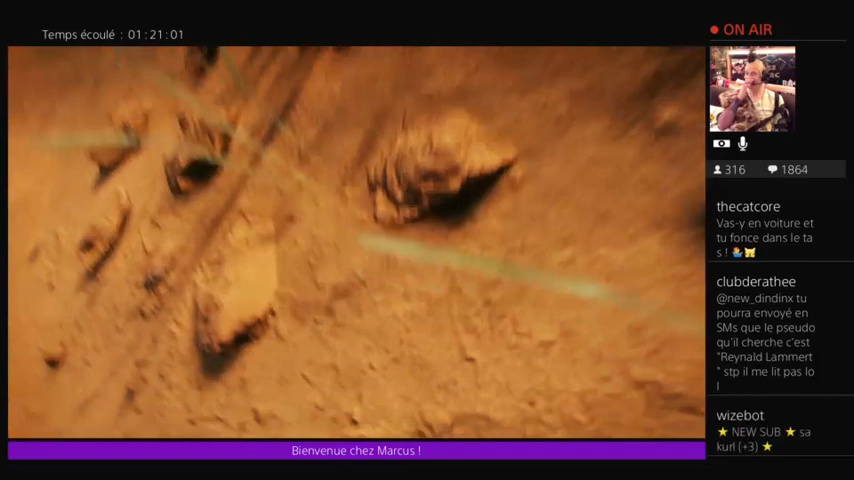 Temps écoulé : 01:21:01
ON AIR
316 1864
thecatcore
Vas-y en voiture et
tu fonce dans le ta
s !
clubderathee
@new_dindinx tu
pourra envoyé en
SMs que le pseudo
qu'il cherche c'est
"Reynald Lammert
" stp il me lit pas lo
l
wizebot
⭐ NEW SUB ⭐ sa
kurl (+3) ⭐
Bienvenue chez Marcus !